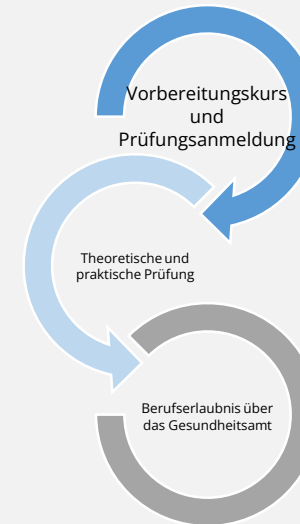 Vorbereitungskurs
und
Prüfungsanmeldung
Theoretische und
praktische Prüfung
Berufserlaubnis über
das Gesundheitsamt